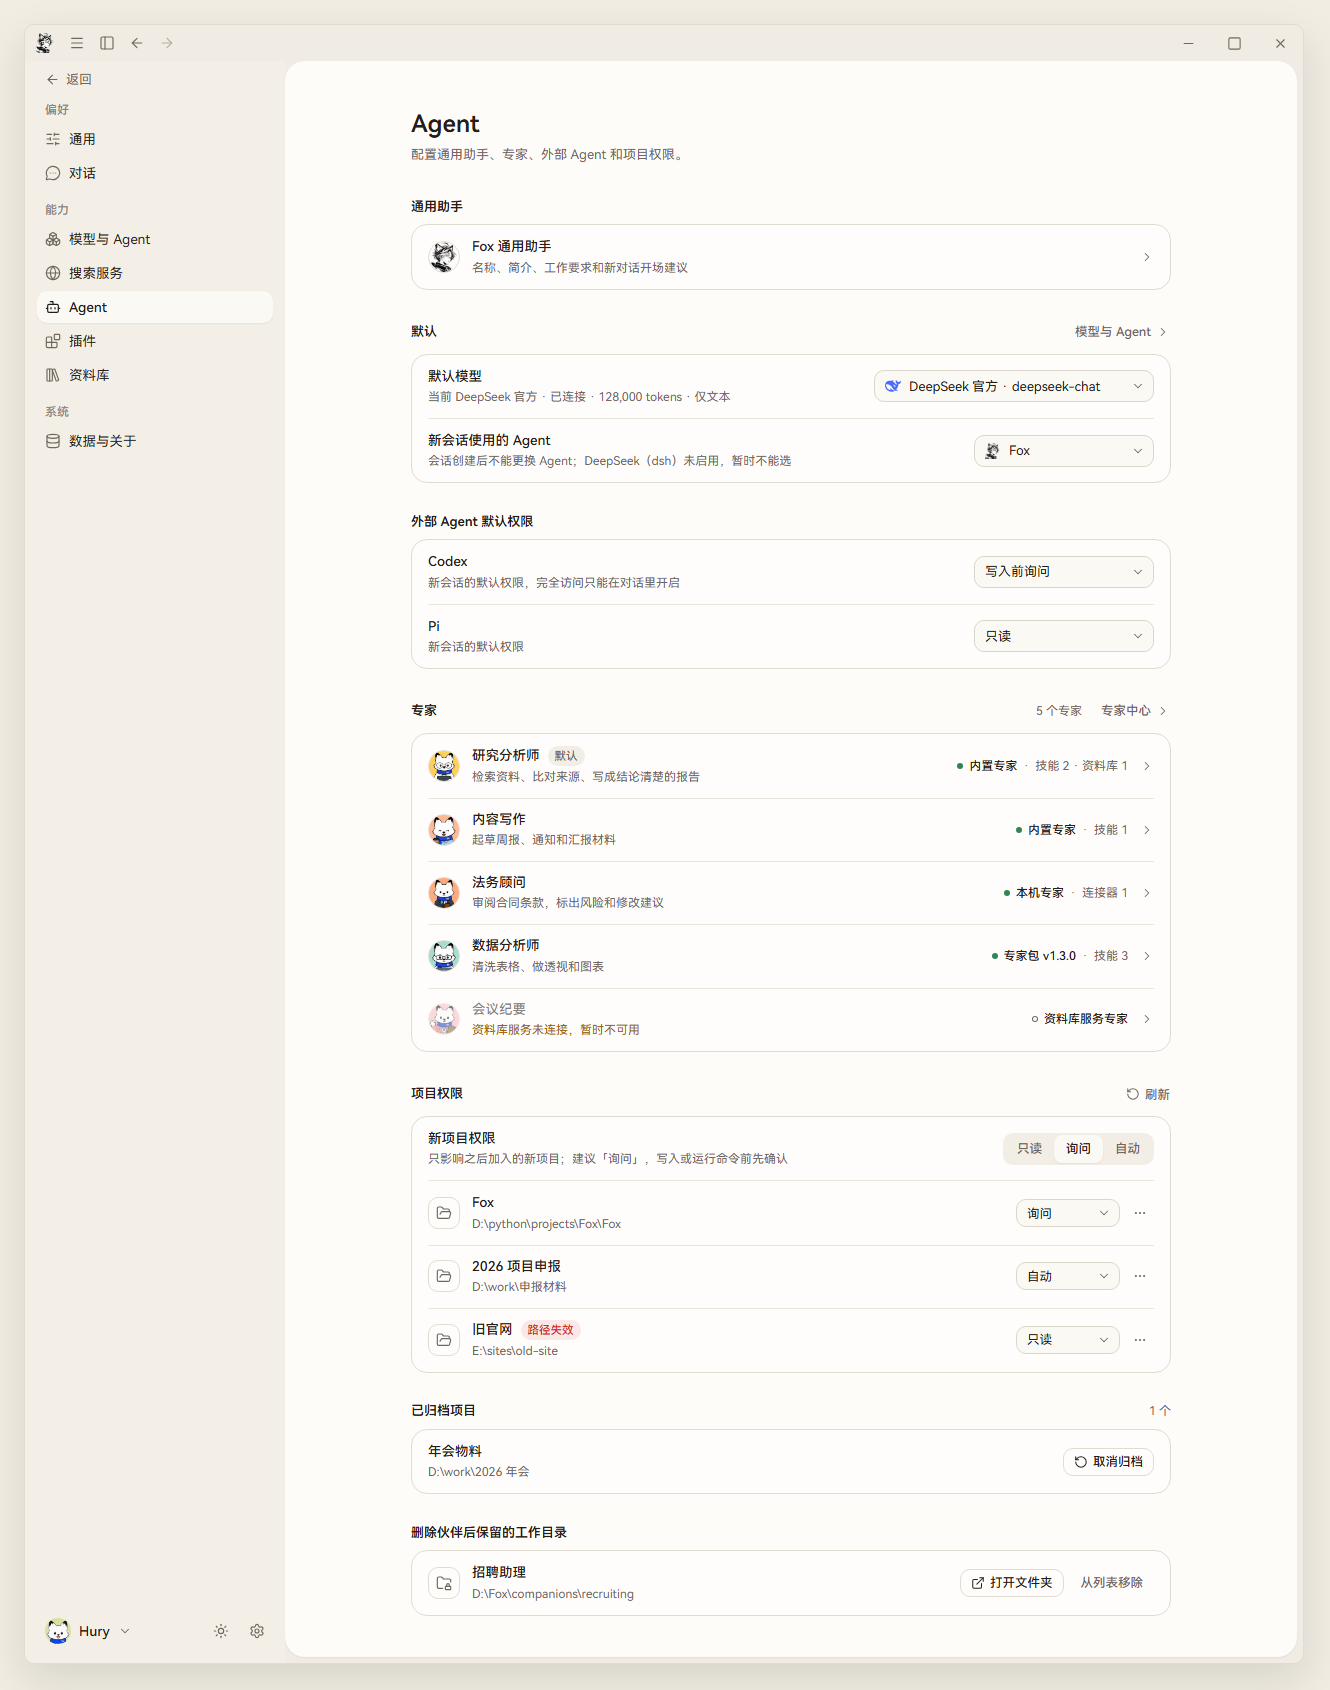 返回
偏好
通用
对话
能力
模型与 Agent
搜索服务
Agent
插件
资料库
系统
数据与关于
Hury
Agent
配置通用助手、专家、外部 Agent 和项目权限。
通用助手
Fox 通用助手
名称、简介、工作要求和新对话开场建议
默认
模型与 Agent
默认模型
当前 DeepSeek 官方 · 已连接 · 128,000 tokens · 仅文本
DeepSeek 官方 · deepseek-chat
新会话使用的 Agent
会话创建后不能更换 Agent；DeepSeek（dsh）未启用，暂时不能选
Fox
外部 Agent 默认权限
Codex
新会话的默认权限，完全访问只能在对话里开启
写入前询问
Pi
新会话的默认权限
只读
专家
5 个专家 专家中心
研究分析师 默认
检索资料、比对来源、写成结论清楚的报告
内置专家 · 技能 2 · 资料库 1
内容写作
起草周报、通知和汇报材料
内置专家 · 技能 1
法务顾问
审阅合同条款，标出风险和修改建议
本机专家 · 连接器 1
数据分析师
清洗表格、做透视和图表
专家包 v1.3.0 · 技能 3
会议纪要
资料库服务未连接，暂时不可用
资料库服务专家
项目权限
刷新
新项目权限
只影响之后加入的新项目；建议「询问」，写入或运行命令前先确认
只读 询问 自动
Fox
D:\python\projects\Fox\Fox
询问
2026 项目申报
D:\work\申报材料
自动
旧官网 路径失效
E:\sites\old-site
只读
已归档项目
1 个
年会物料
D:\work\2026 年会
取消归档
删除伙伴后保留的工作目录
招聘助理
D:\Fox\companions\recruiting
打开文件夹
从列表移除